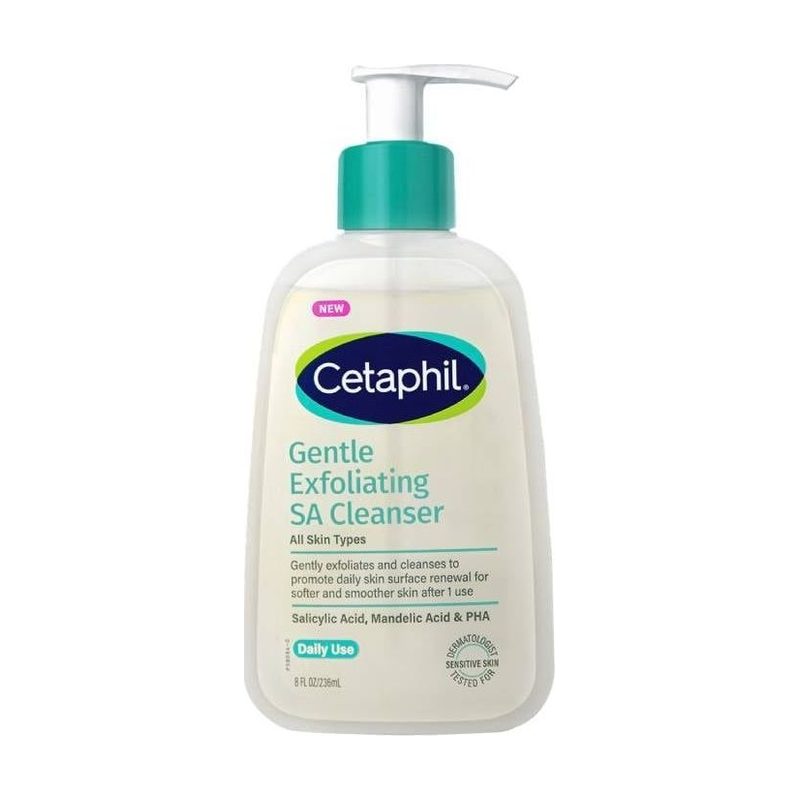 NEW
Cetaphil®
Gentle
Exfoliating
SA Cleanser
All Skin Types
Gently exfoliates and cleanses to
promote daily skin surface renewal for
softer and smoother skin after 1 use
Salicylic Acid, Mandelic Acid & PHA
Daily Use
8 FL OZ/236mL
DERMATOLOGIST
SENSITIVE SKIN
TESTED FOR